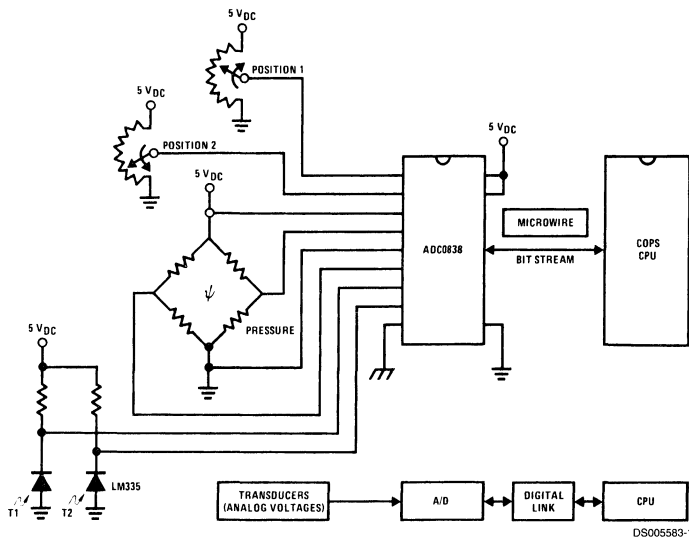 5 VDC
POSITION 1
5 VDC
POSITION 2
5 VDC
5 VDC
MICROWIRE
ADC0838
COPS
CPU
BIT STREAM
ψ
PRESSURE
5 VDC
T1
T2
LM335
TRANSDUCERS
(ANALOG VOLTAGES)
A/D
DIGITAL
LINK
CPU